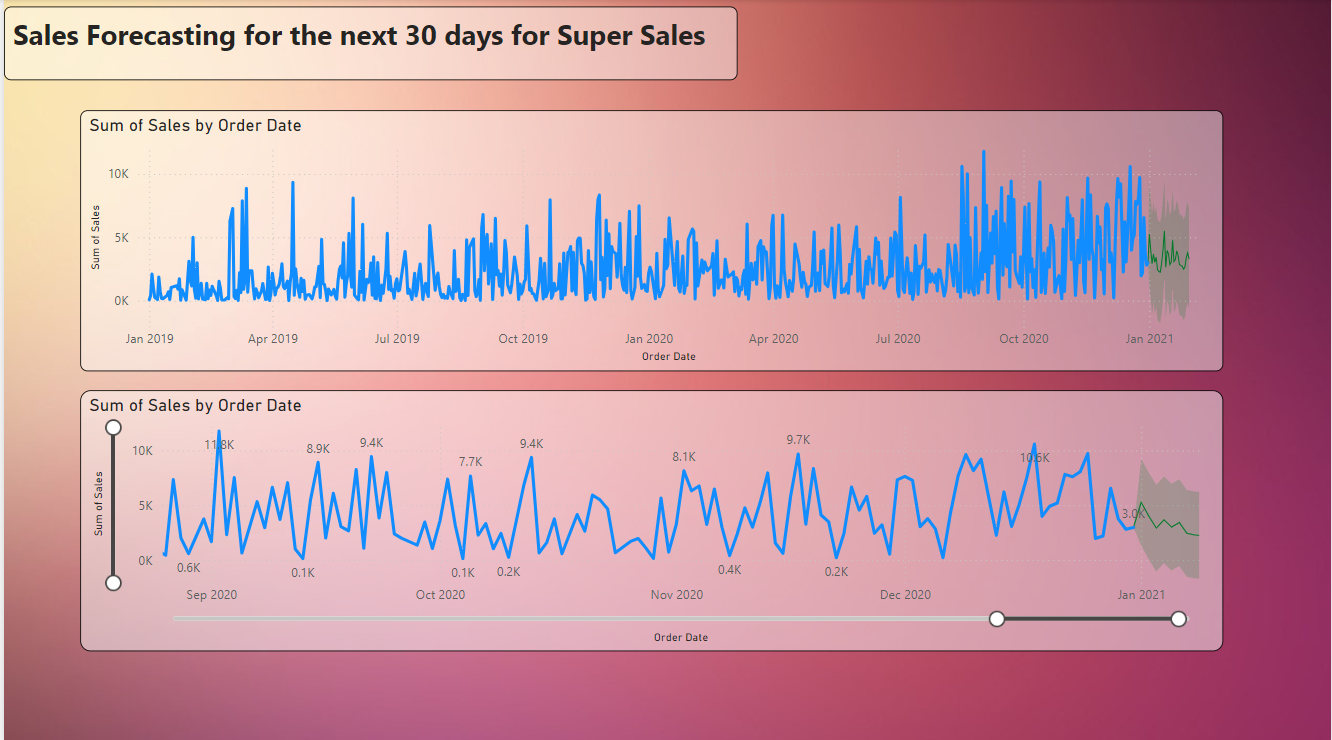 Sales Forecasting for the next 30 days for Super Sales
Sum of Sales by Order Date
Sum of Sales
10K
5K
0K
Jan 2019 Apr 2019 Jul 2019 Oct 2019 Jan 2020 Apr 2020 Jul 2020 Oct 2020 Jan 2021
Order Date
Sum of Sales by Order Date
Sum of Sales
10K
5K
0K
11.8K 8.9K 9.4K 7.7K 9.4K 8.1K 9.7K 10.6K 3.0K
0.6K 0.1K 0.1K 0.2K 0.4K 0.2K
Sep 2020 Oct 2020 Nov 2020 Dec 2020 Jan 2021
Order Date